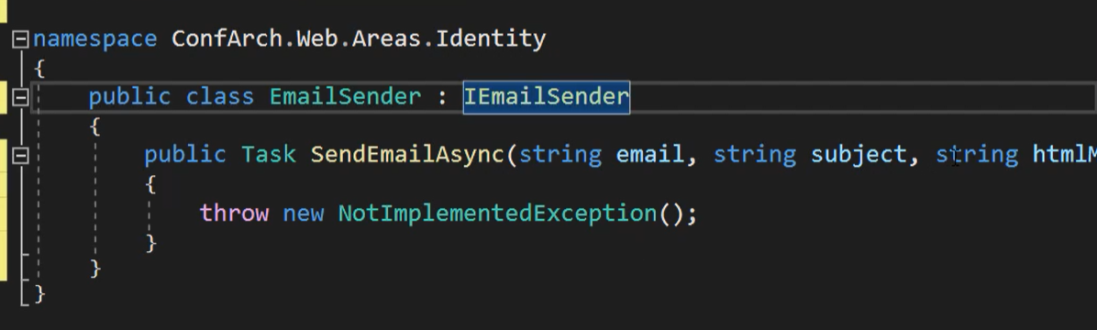 namespace ConfArch.Web.Areas.Identity
{
public class EmailSender : IEmailSender
{
public Task SendEmailAsync(string email, string subject, string htmlM
{
throw new NotImplementedException();
}
}
}